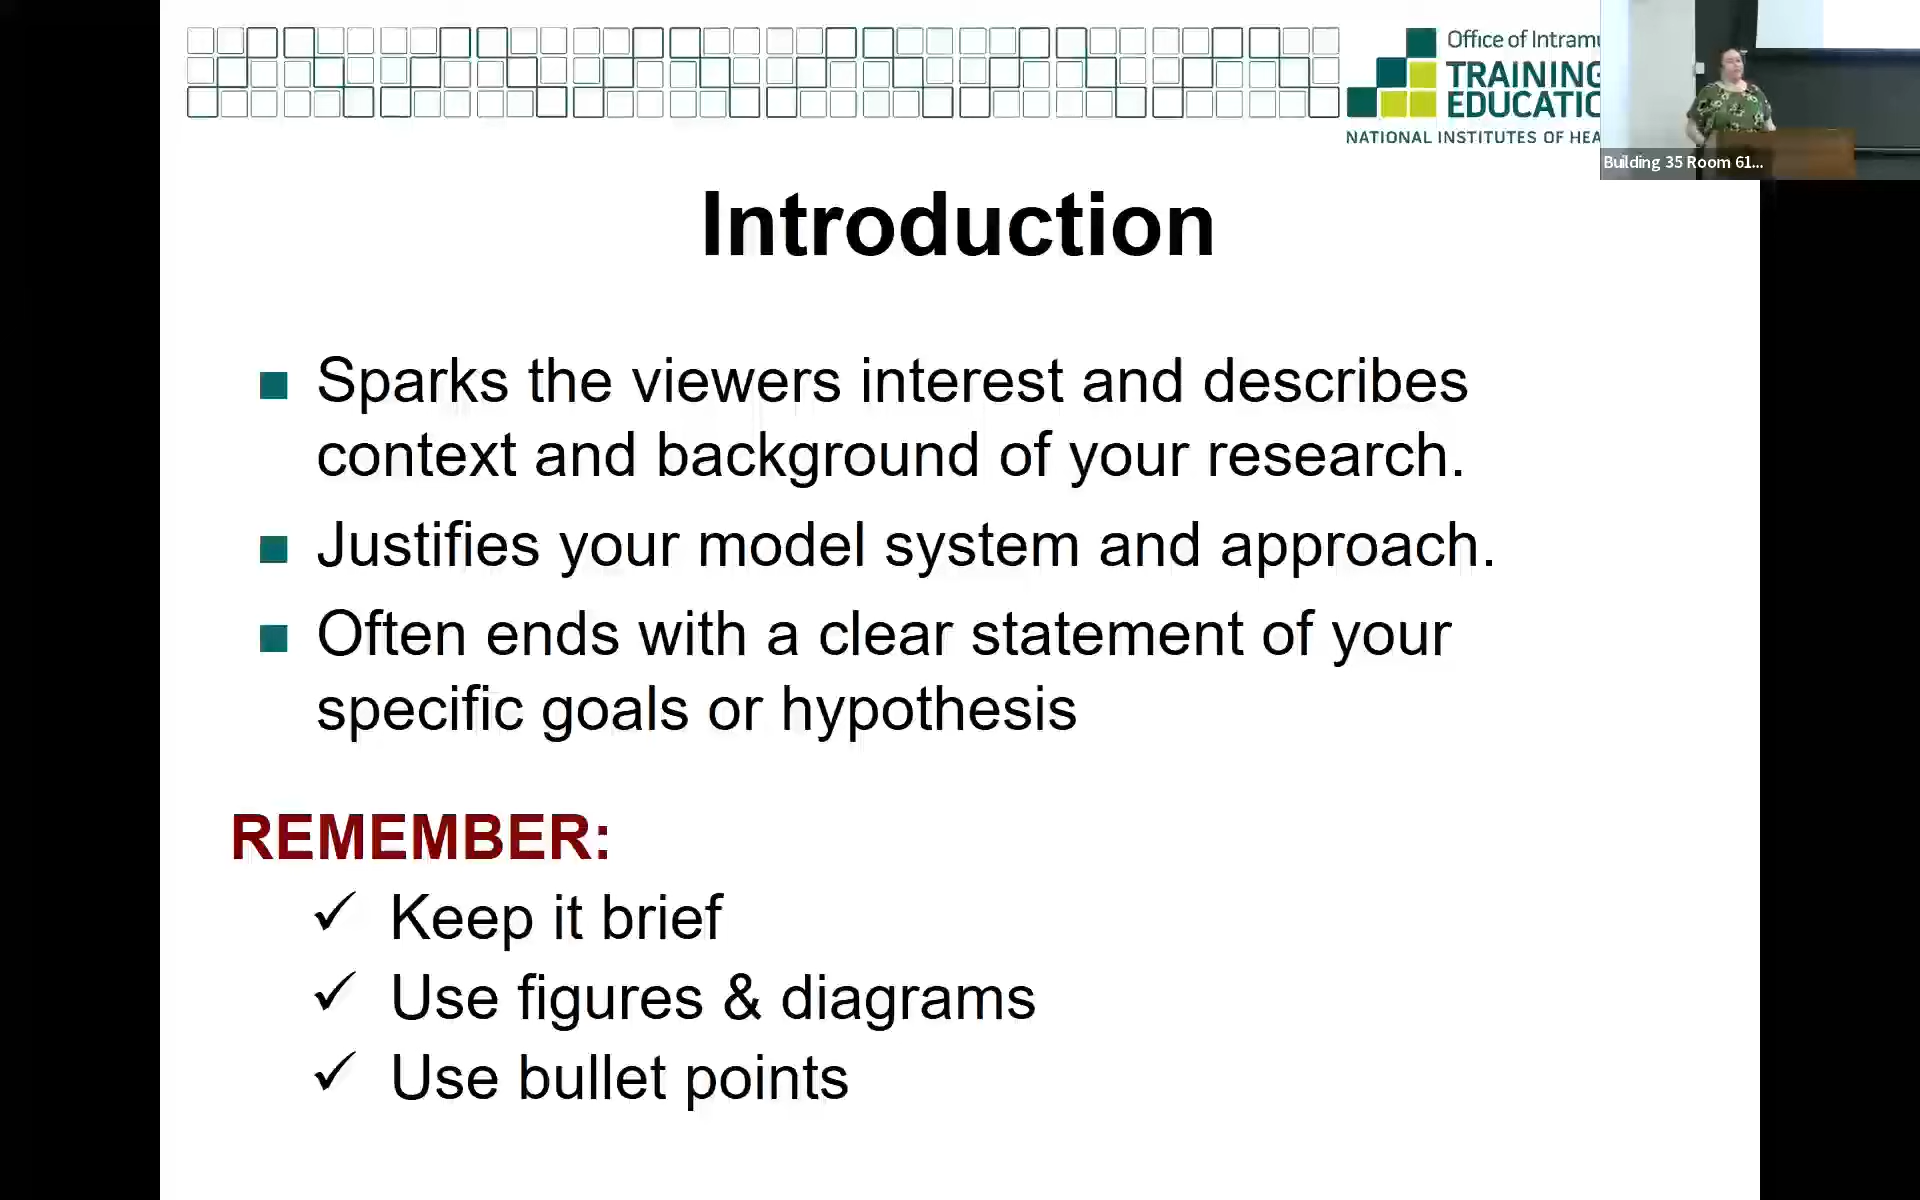 Office of Intramu
TRAINING
EDUCATIO
NATIONAL INSTITUTES OF HEA
Building 35 Room 61...
Introduction
Sparks the viewers interest and describes
context and background of your research.
Justifies your model system and approach.
Often ends with a clear statement of your
specific goals or hypothesis
REMEMBER:
✓ Keep it brief
✓ Use figures & diagrams
✓ Use bullet points